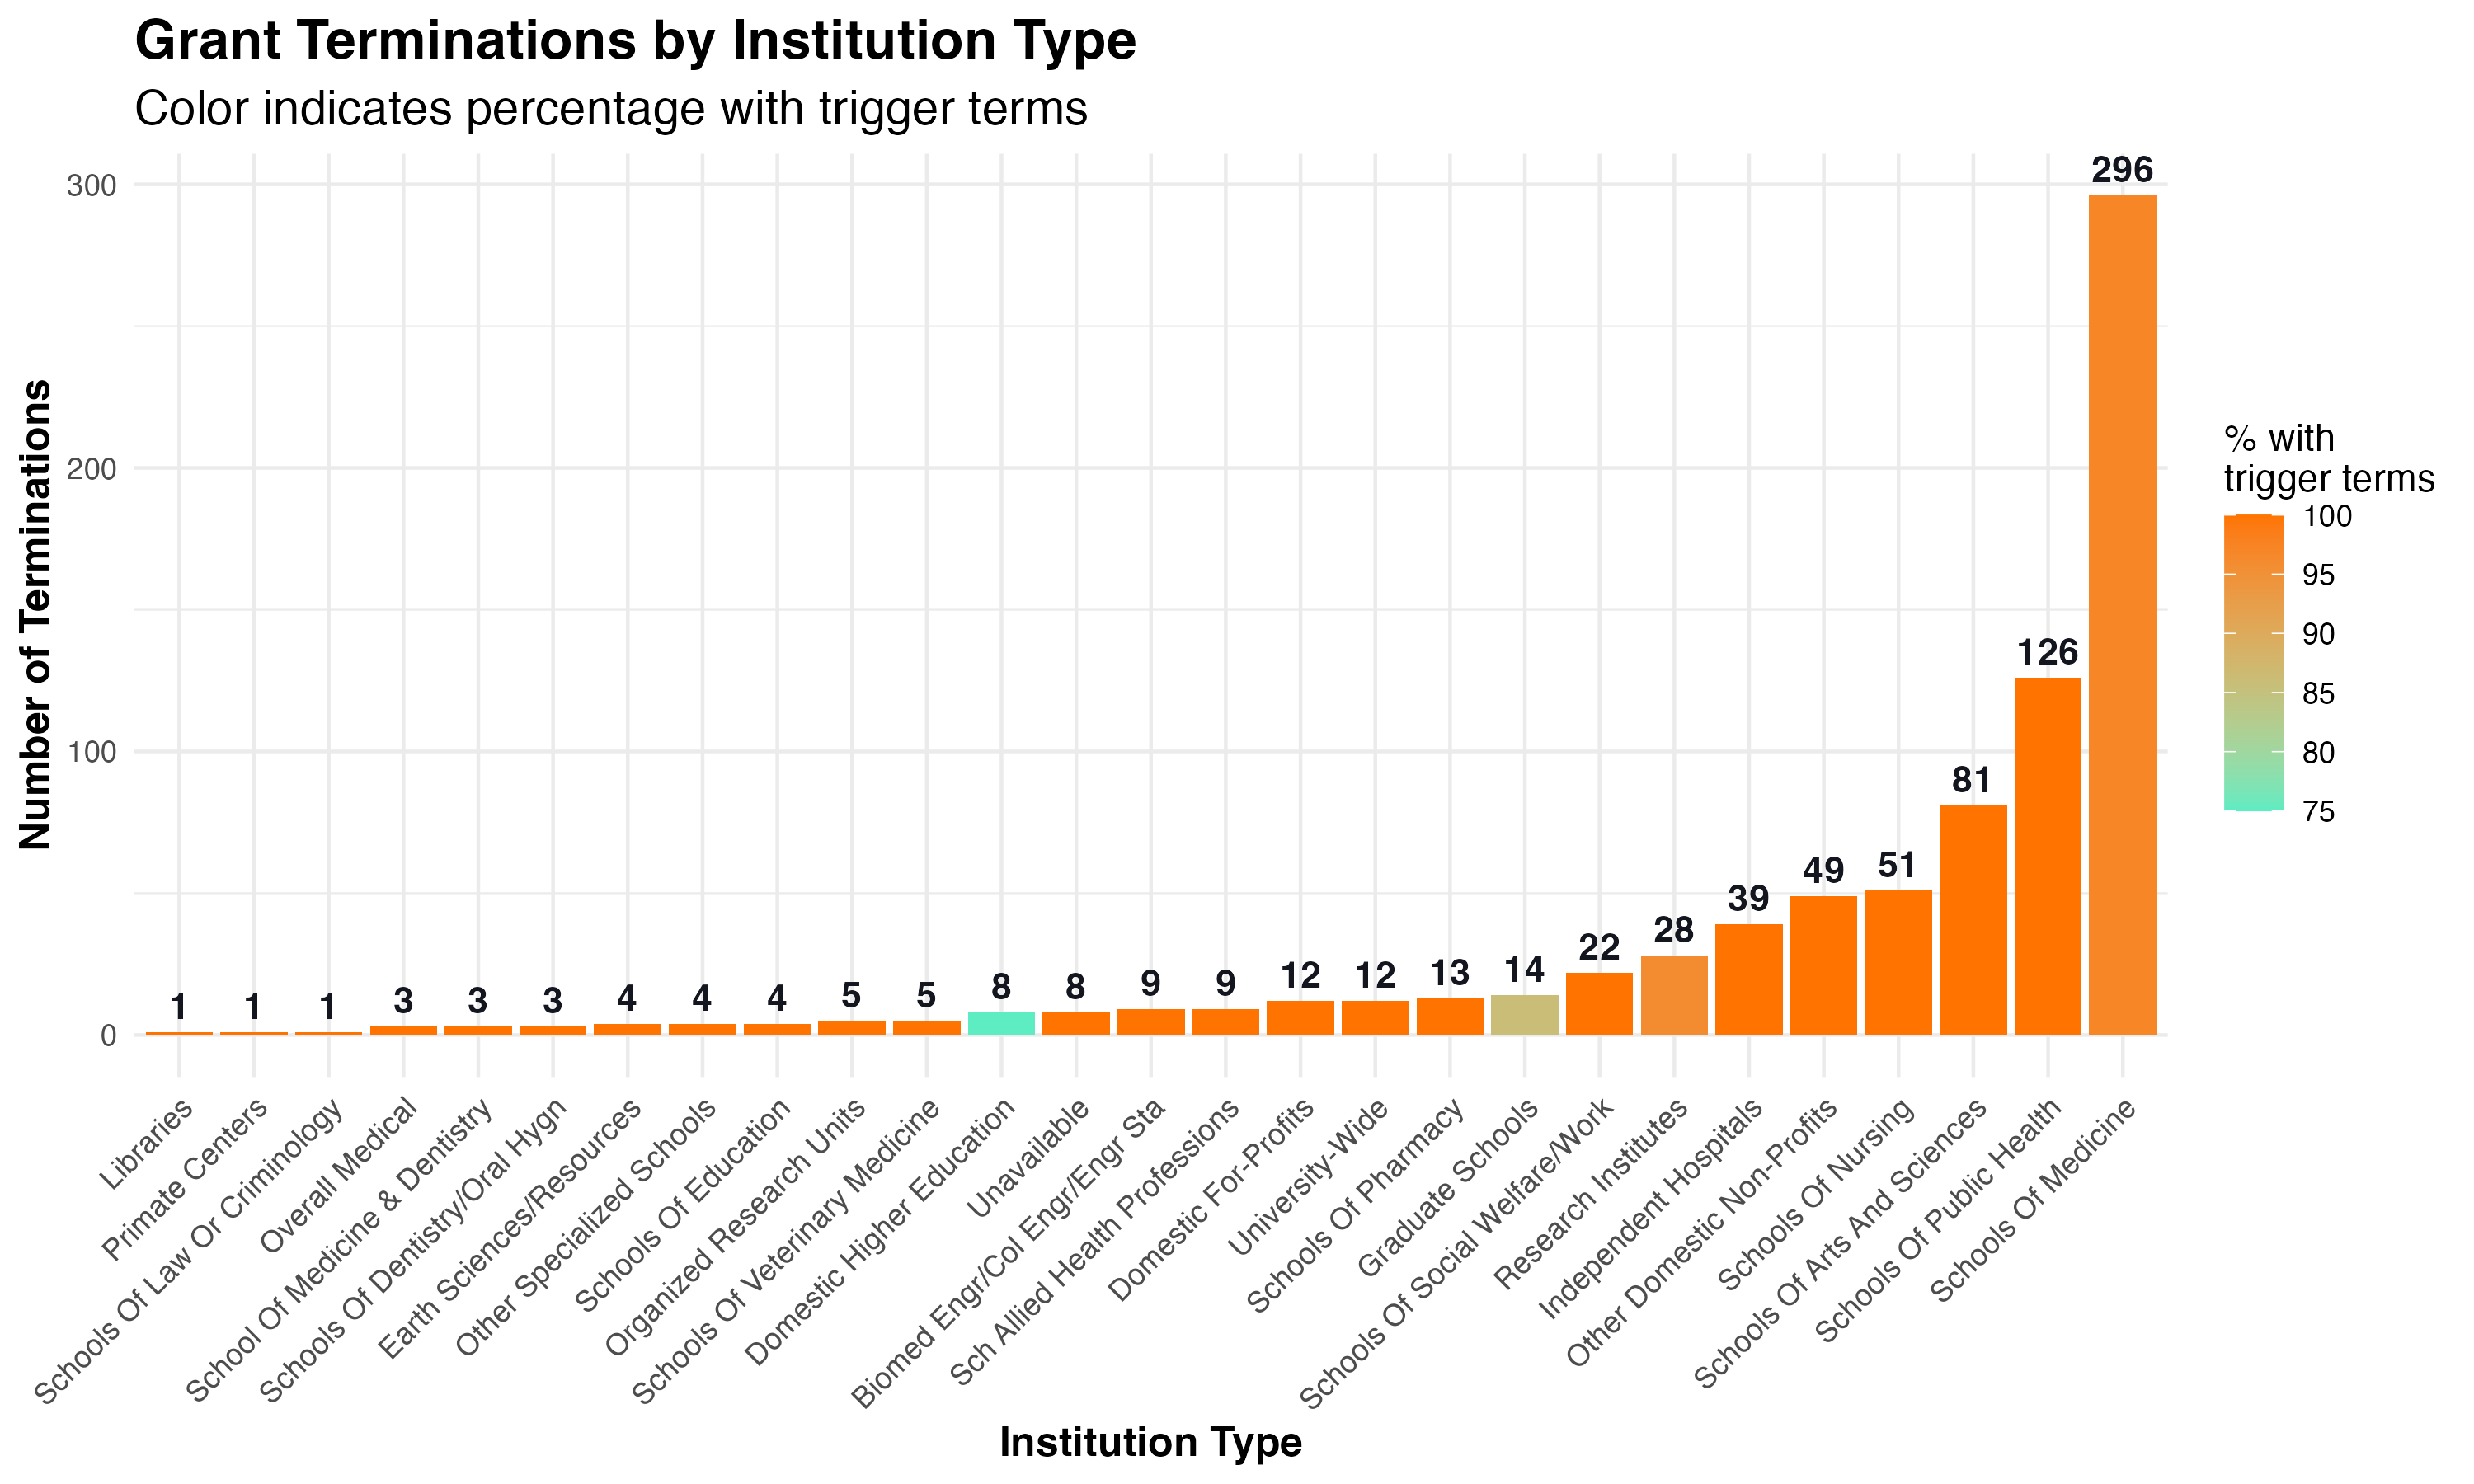 Grant Terminations by Institution Type
Color indicates percentage with trigger terms
Number of Terminations
300
200
100
0
1
1
1
3
3
3
4
4
4
5
5
8
8
9
9
12
12
13
14
22
28
39
49
51
81
126
296
% with
trigger terms
100
95
90
85
80
75
Libraries
Primate Centers
Schools Of Law Or Criminology
Overall Medical
School Of Medicine & Dentistry
Schools Of Dentistry/Oral Hygn
Earth Sciences/Resources
Other Specialized Schools
Schools Of Education
Organized Research Units
Schools Of Veterinary Medicine
Domestic Higher Education
Unavailable
Biomed Engr/Col Engr/Engr Sta
Sch Allied Health Professions
Domestic For-Profits
University-Wide
Schools Of Pharmacy
Graduate Schools
Schools Of Social Welfare/Work
Research Institutes
Independent Hospitals
Other Domestic Non-Profits
Schools Of Nursing
Schools Of Arts And Sciences
Schools Of Public Health
Schools Of Medicine
Institution Type